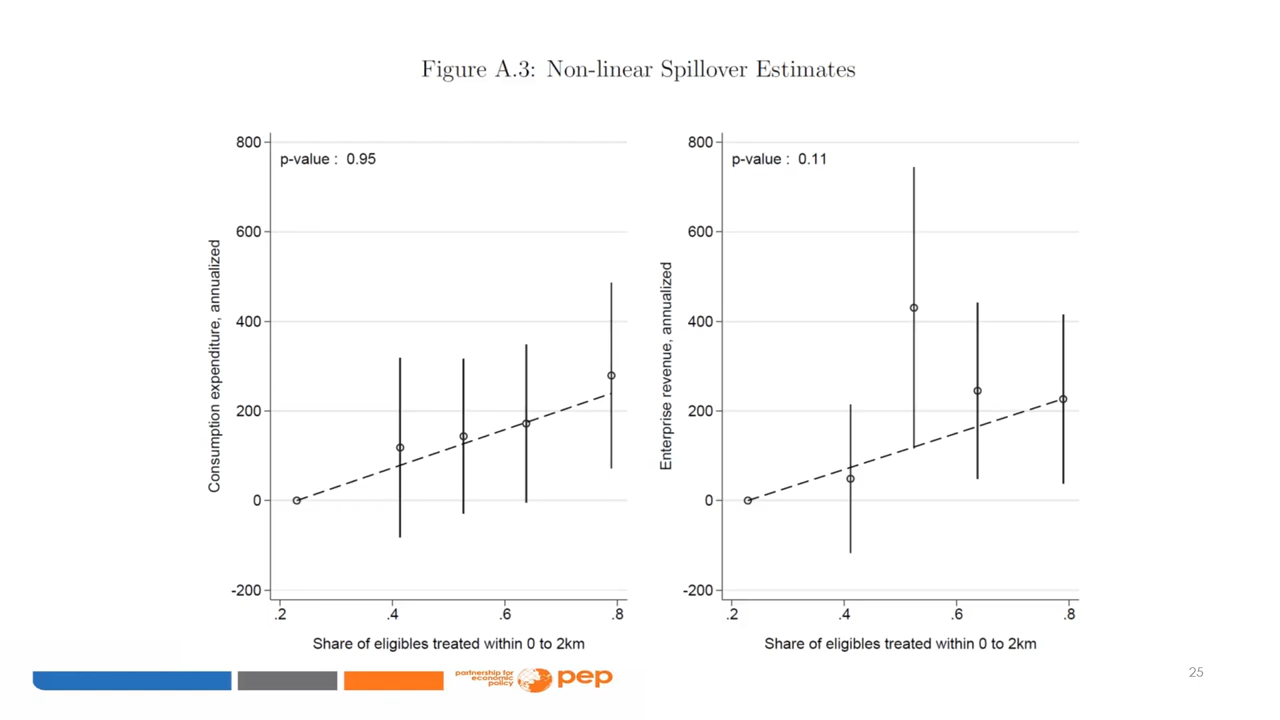 Figure A.3: Non-linear Spillover Estimates
800
600
400
200
0
-200
p-value : 0.95
Consumption expenditure, annualized
.2 .4 .6 .8
Share of eligibles treated within 0 to 2km
800
600
400
200
0
-200
p-value : 0.11
Enterprise revenue, annualized
.2 .4 .6 .8
Share of eligibles treated within 0 to 2km
partnership for
economic
policy
pep
25